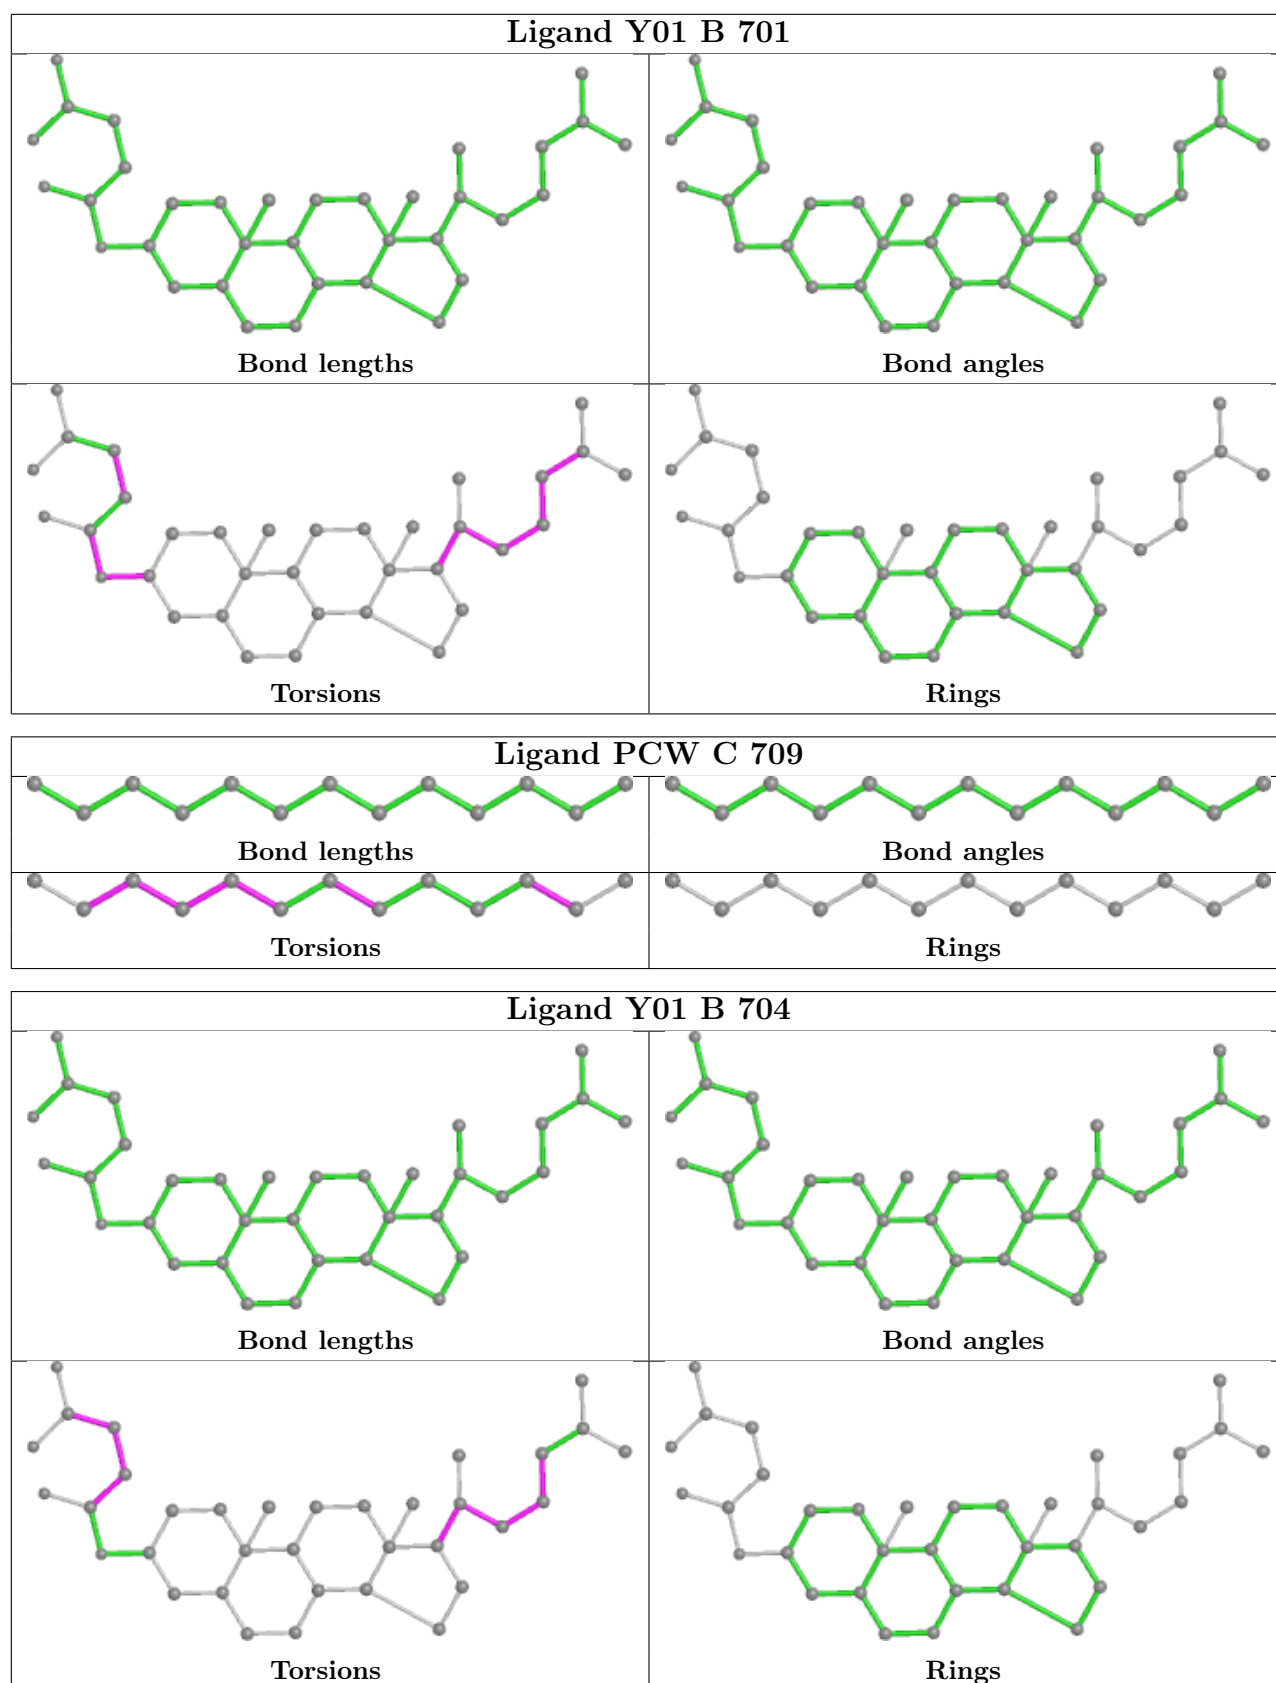 Ligand Y01 B 701
Bond lengths
Bond angles
Torsions
Rings
Ligand PCW C 709
Bond lengths
Bond angles
Torsions
Rings
Ligand Y01 B 704
Bond lengths
Bond angles
Torsions
Rings